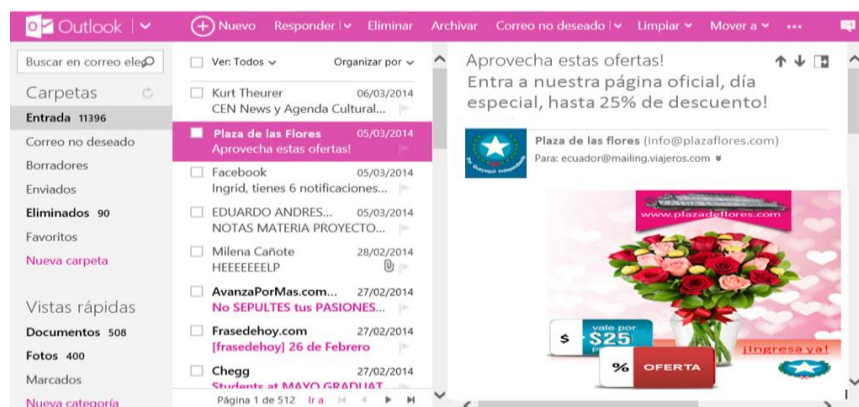 Outlook
Nuevo Responder Eliminar Archivar Correo no deseado Limpiar Mover a ...
Buscar en correo ele
Carpetas
Entrada 11396
Correo no deseado
Borradores
Enviados
Eliminados 90
Favoritos
Nueva carpeta
Vistas rápidas
Documentos 508
Fotos 400
Marcados
Nueva categoría
Ver: Todos Organizar por
Kurt Theurer 06/03/2014
CEN News y Agenda Cultural...
Plaza de las Flores 05/03/2014
Aprovecha estas ofertas!
Facebook 05/03/2014
Ingrid, tienes 6 notificaciones...
EDUARDO ANDRES... 05/03/2014
NOTAS MATERIA PROYECTO...
Milena Cañote 28/02/2014
HEEEEEEELP
AvanzaPorMas.com... 27/02/2014
No SEPULTES tus PASIONES...
Frasedehoy.com 27/02/2014
[frasedehoy] 26 de Febrero
Chegg 27/02/2014
Students at MAYO GRADUAT
Página 1 de 512 Ir a
Aprovecha estas ofertas!
Entra a nuestra página oficial, día
especial, hasta 25% de descuento!
Plaza de las flores (info@plazaflores.com)
Para: ecuador@mailing.viajeros.com
Por Guayaquil Independiente
www.plazadeflores.com
vale por
$ $25
% OFERTA
¡Ingresa ya!